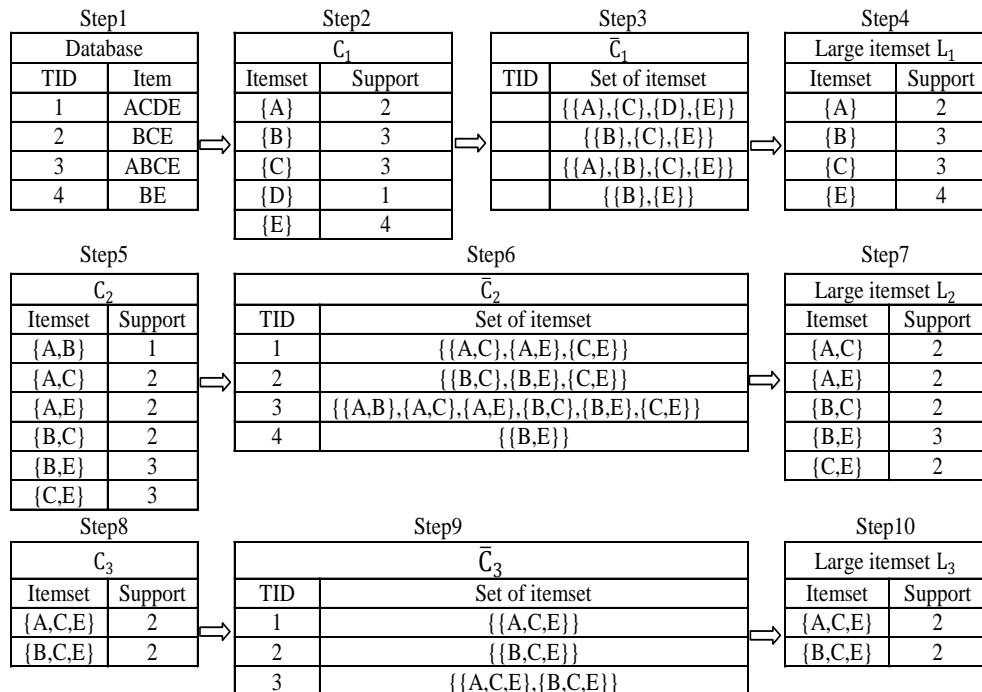 Step1 Step2 Step3 Step4
Database C₁ C̄₁ Large itemset L₁
TID Item Itemset Support TID Set of itemset Itemset Support
1 ACDE {A} 2 {{A},{C},{D},{E}} {A} 2
2 BCE {B} 3 {{B},{C},{E}} {B} 3
3 ABCE {C} 3 {{A},{B},{C},{E}} {C} 3
4 BE {D} 1 {{B},{E}} {E} 4
{E} 4
Step5 Step6 Step7
C₂ C̄₂ Large itemset L₂
Itemset Support TID Set of itemset Itemset Support
{A,B} 1 1 {{A,C},{A,E},{C,E}} {A,C} 2
{A,C} 2 2 {{B,C},{B,E},{C,E}} {A,E} 2
{A,E} 2 3 {{A,B},{A,C},{A,E},{B,C},{B,E},{C,E}} {B,C} 2
{B,C} 2 4 {{B,E}} {B,E} 3
{B,E} 3 {C,E} 2
{C,E} 3
Step8 Step9 Step10
C₃ C̄₃ Large itemset L₃
Itemset Support TID Set of itemset Itemset Support
{A,C,E} 2 1 {{A,C,E}} {A,C,E} 2
{B,C,E} 2 2 {{B,C,E}} {B,C,E} 2
3 {{A,C,E},{B,C,E}}